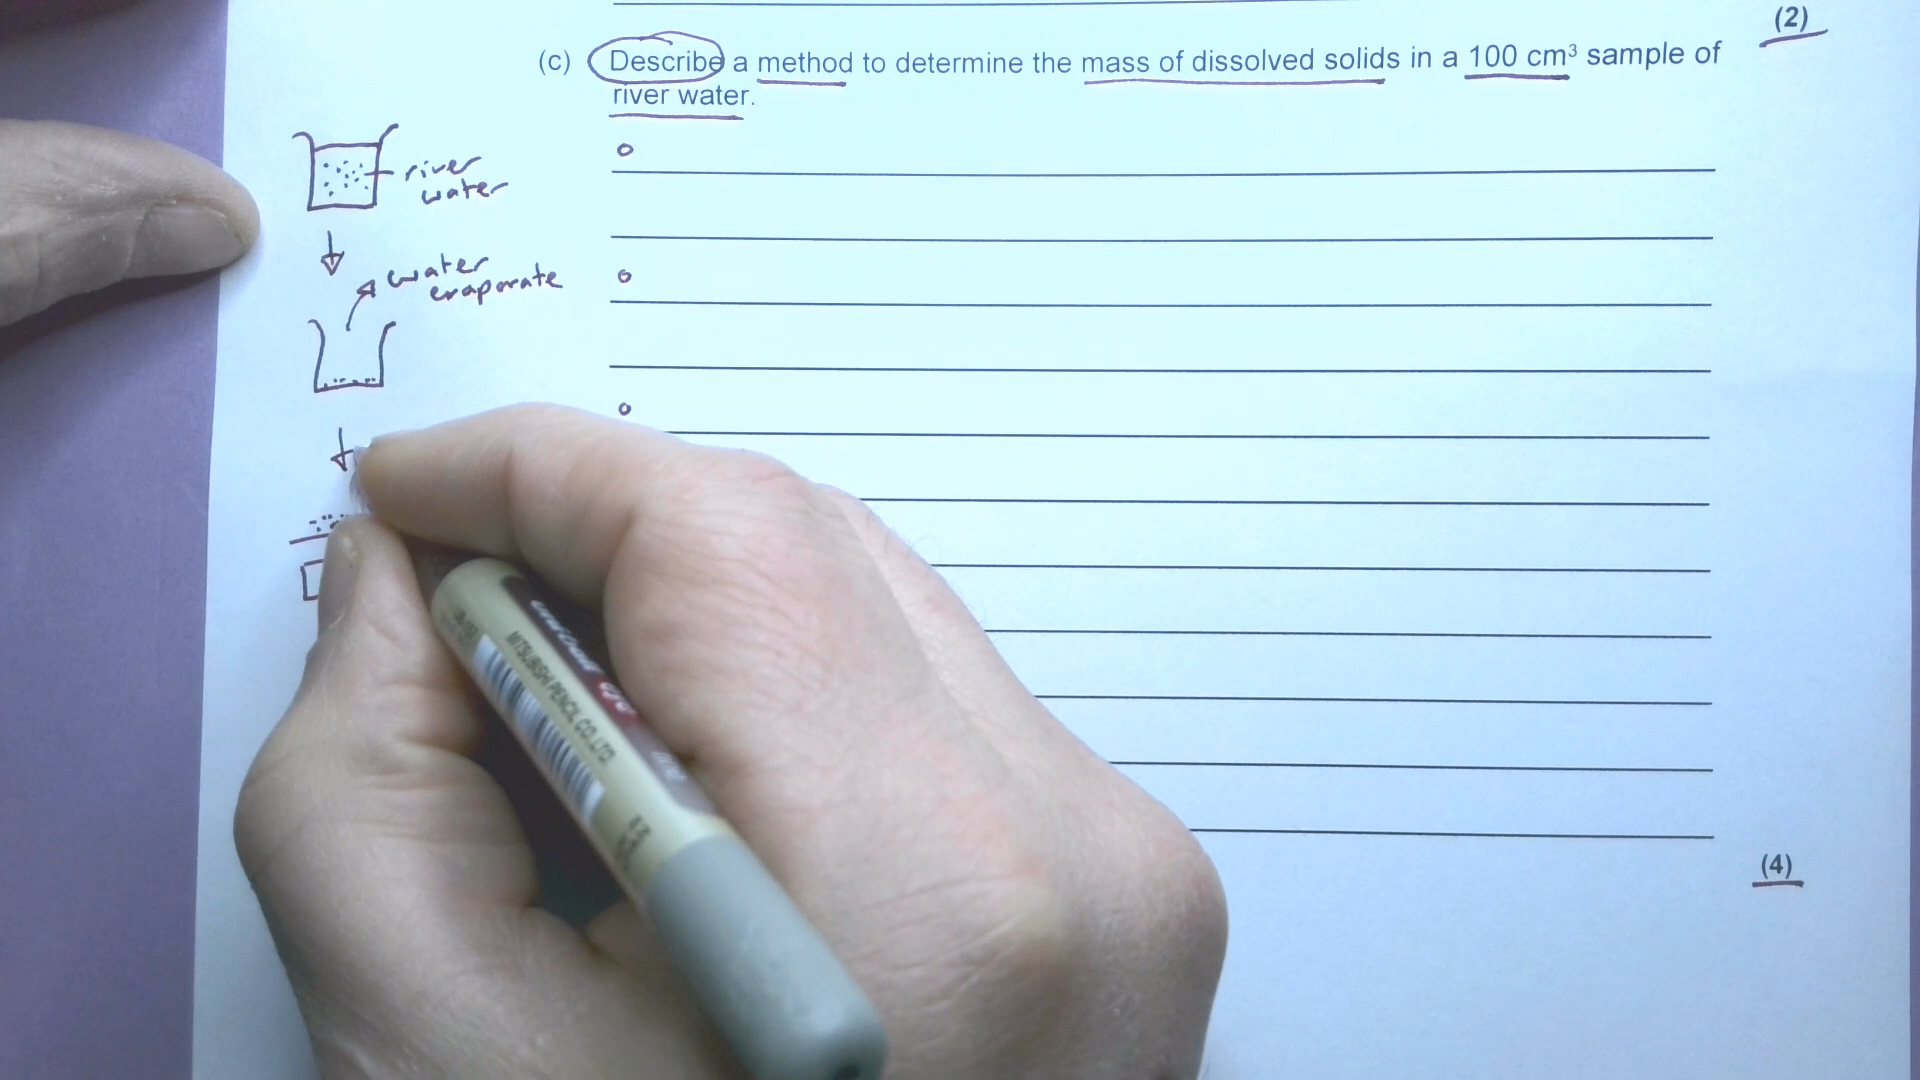 (2)
(c) Describe a method to determine the mass of dissolved solids in a 100 cm³ sample of
river water.
river
water
water
evaporate
MITSUBISHI PENCIL CO.,LTD
(4)